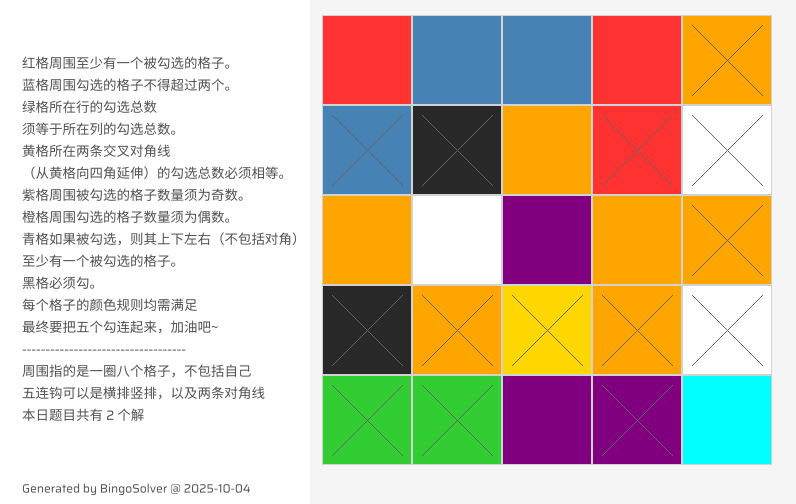 红格周围至少有一个被勾选的格子。
蓝格周围勾选的格子不得超过两个。
绿格所在行的勾选总数
须等于所在列的勾选总数。
黄格所在两条交叉对角线
（从黄格向四角延伸）的勾选总数必须相等。
紫格周围被勾选的格子数量须为奇数。
橙格周围勾选的格子数量须为偶数。
青格如果被勾选，则其上下左右（不包括对角）
至少有一个被勾选的格子。
黑格必须勾。
每个格子的颜色规则均需满足
最终要把五个勾连起来，加油吧~
-----------------------------------
周围指的是一圈八个格子，不包括自己
五连钩可以是横排竖排，以及两条对角线
本日题目共有 2 个解
Generated by BingoSolver @ 2025-10-04